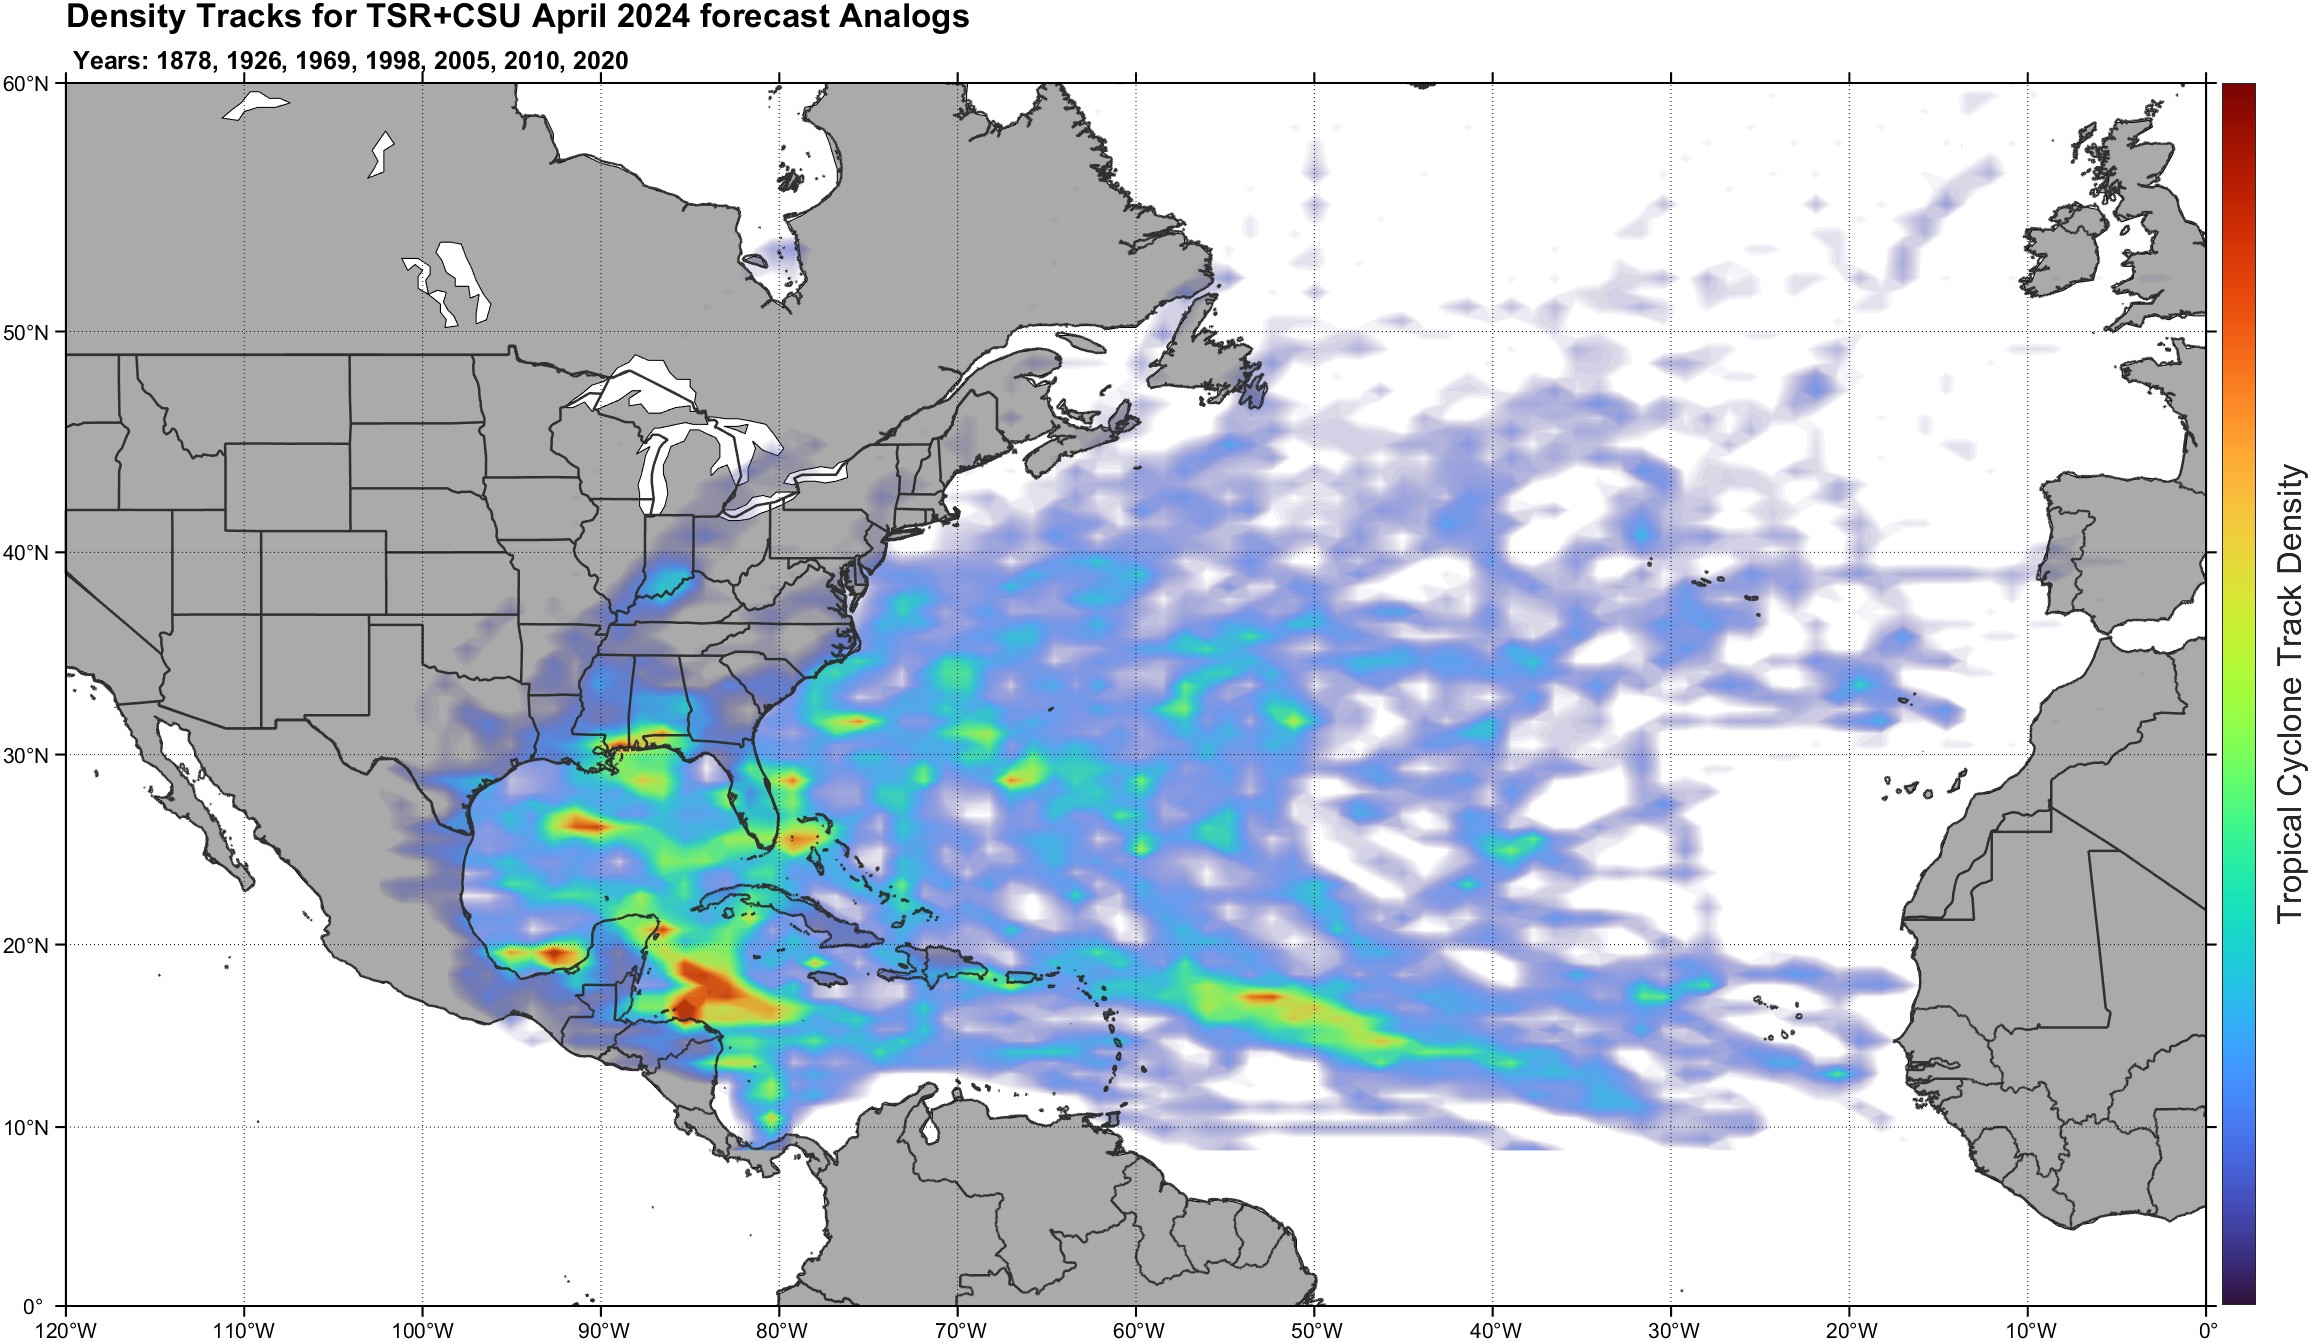 Density Tracks for TSR+CSU April 2024 forecast Analogs
Years: 1878, 1926, 1969, 1998, 2005, 2010, 2020
60°N
50°N
40°N
30°N
20°N
10°N
0°
120°W 110°W 100°W 90°W 80°W 70°W 60°W 50°W 40°W 30°W 20°W 10°W 0°
Tropical Cyclone Track Density